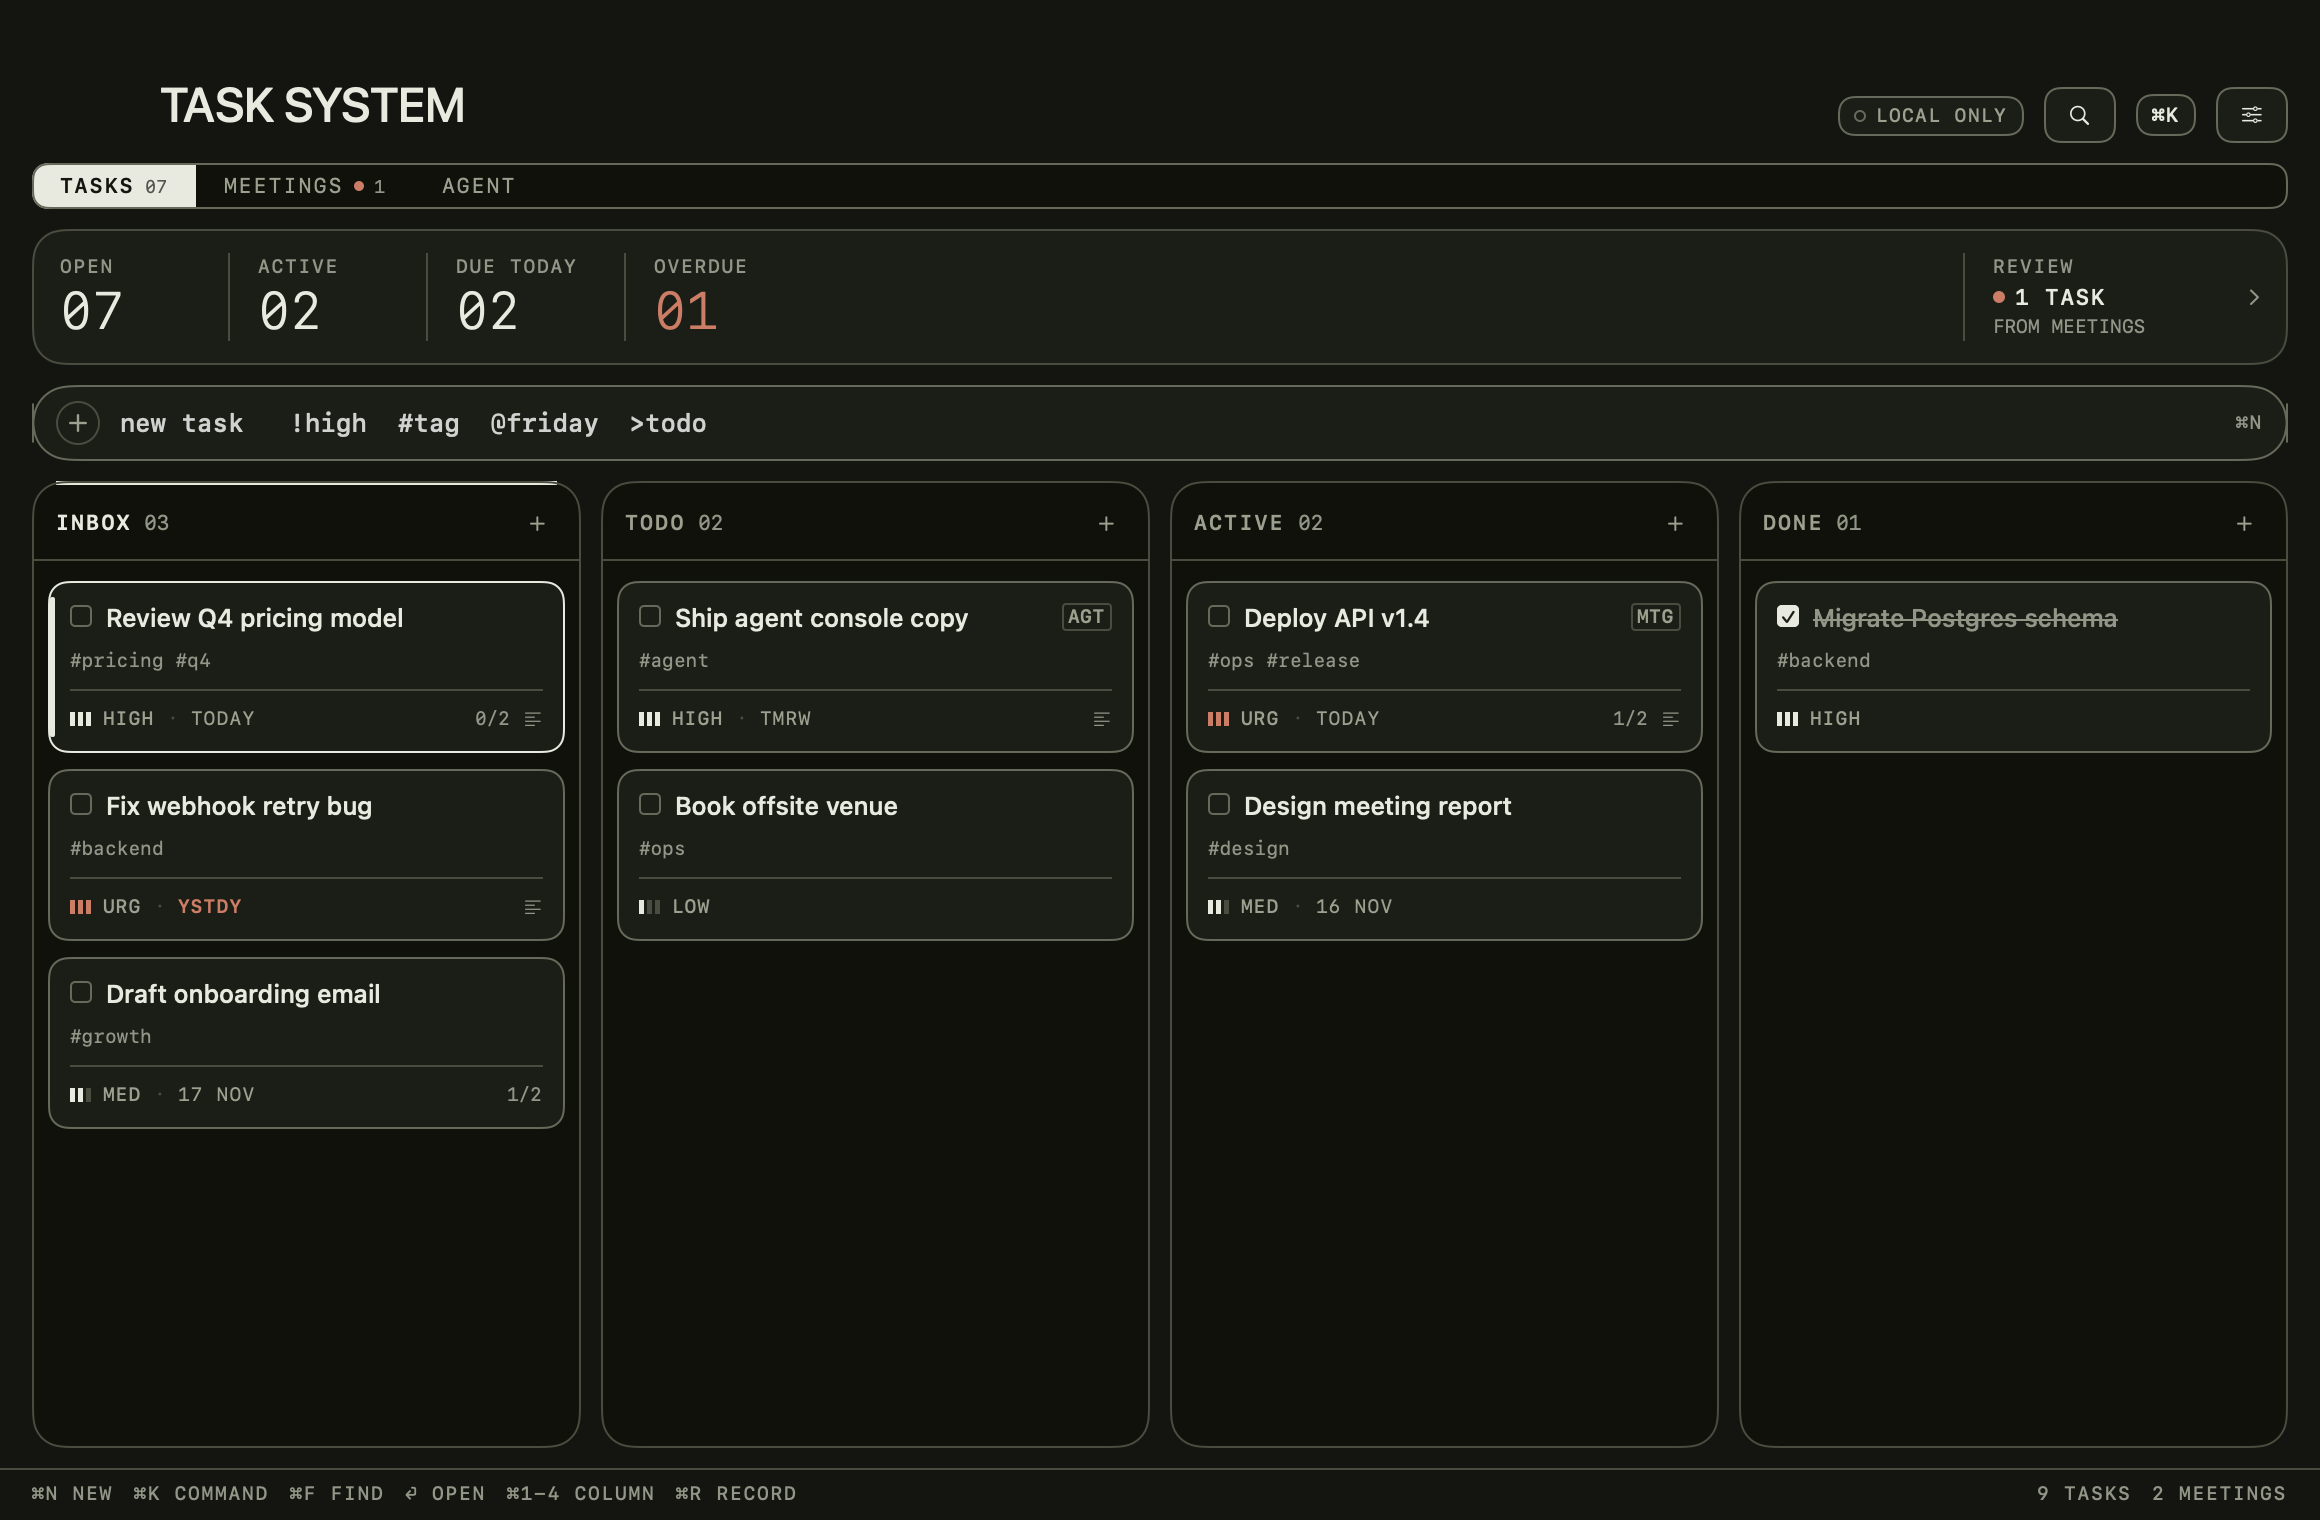 TASK SYSTEM
LOCAL ONLY
⌘K
TASKS 07
MEETINGS 1
AGENT
OPEN
07
ACTIVE
02
DUE TODAY
02
OVERDUE
01
REVIEW
1 TASK
FROM MEETINGS
new task !high #tag @friday >todo
⌘N
INBOX 03
Review Q4 pricing model
#pricing #q4
HIGH · TODAY 0/2
Fix webhook retry bug
#backend
URG · YSTDY
Draft onboarding email
#growth
MED · 17 NOV 1/2
TODO 02
Ship agent console copy AGT
#agent
HIGH · TMRW
Book offsite venue
#ops
LOW
ACTIVE 02
Deploy API v1.4 MTG
#ops #release
URG · TODAY 1/2
Design meeting report
#design
MED · 16 NOV
DONE 01
Migrate Postgres schema
#backend
HIGH
⌘N NEW ⌘K COMMAND ⌘F FIND ⏎ OPEN ⌘1–4 COLUMN ⌘R RECORD
9 TASKS 2 MEETINGS